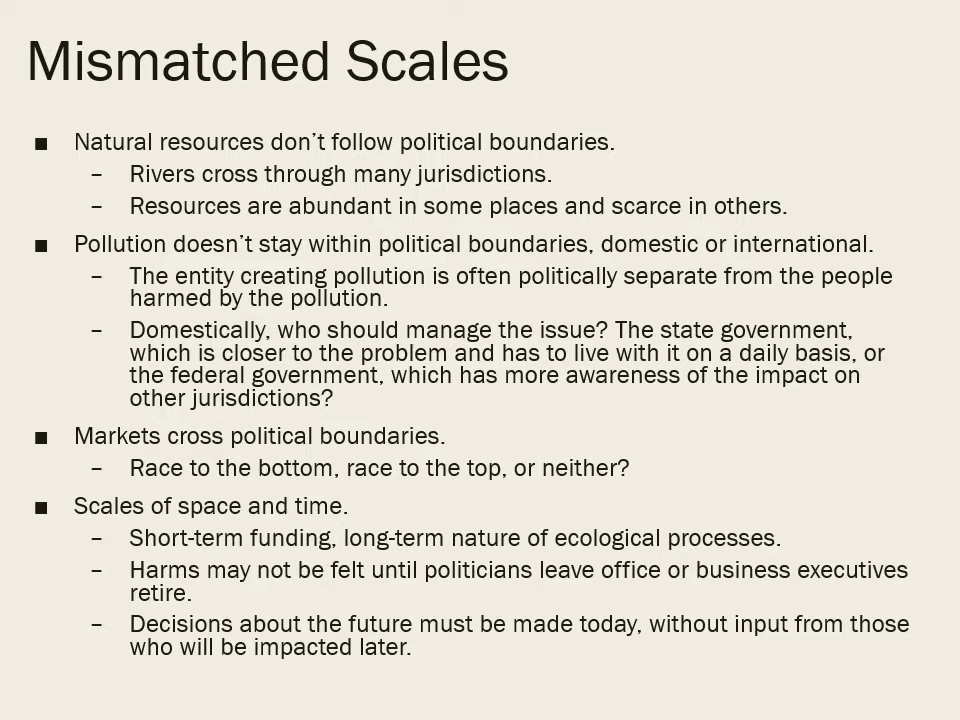 Mismatched Scales
■ Natural resources don’t follow political boundaries.
– Rivers cross through many jurisdictions.
– Resources are abundant in some places and scarce in others.
■ Pollution doesn’t stay within political boundaries, domestic or international.
– The entity creating pollution is often politically separate from the people
harmed by the pollution.
– Domestically, who should manage the issue? The state government,
which is closer to the problem and has to live with it on a daily basis, or
the federal government, which has more awareness of the impact on
other jurisdictions?
■ Markets cross political boundaries.
– Race to the bottom, race to the top, or neither?
■ Scales of space and time.
– Short-term funding, long-term nature of ecological processes.
– Harms may not be felt until politicians leave office or business executives
retire.
– Decisions about the future must be made today, without input from those
who will be impacted later.